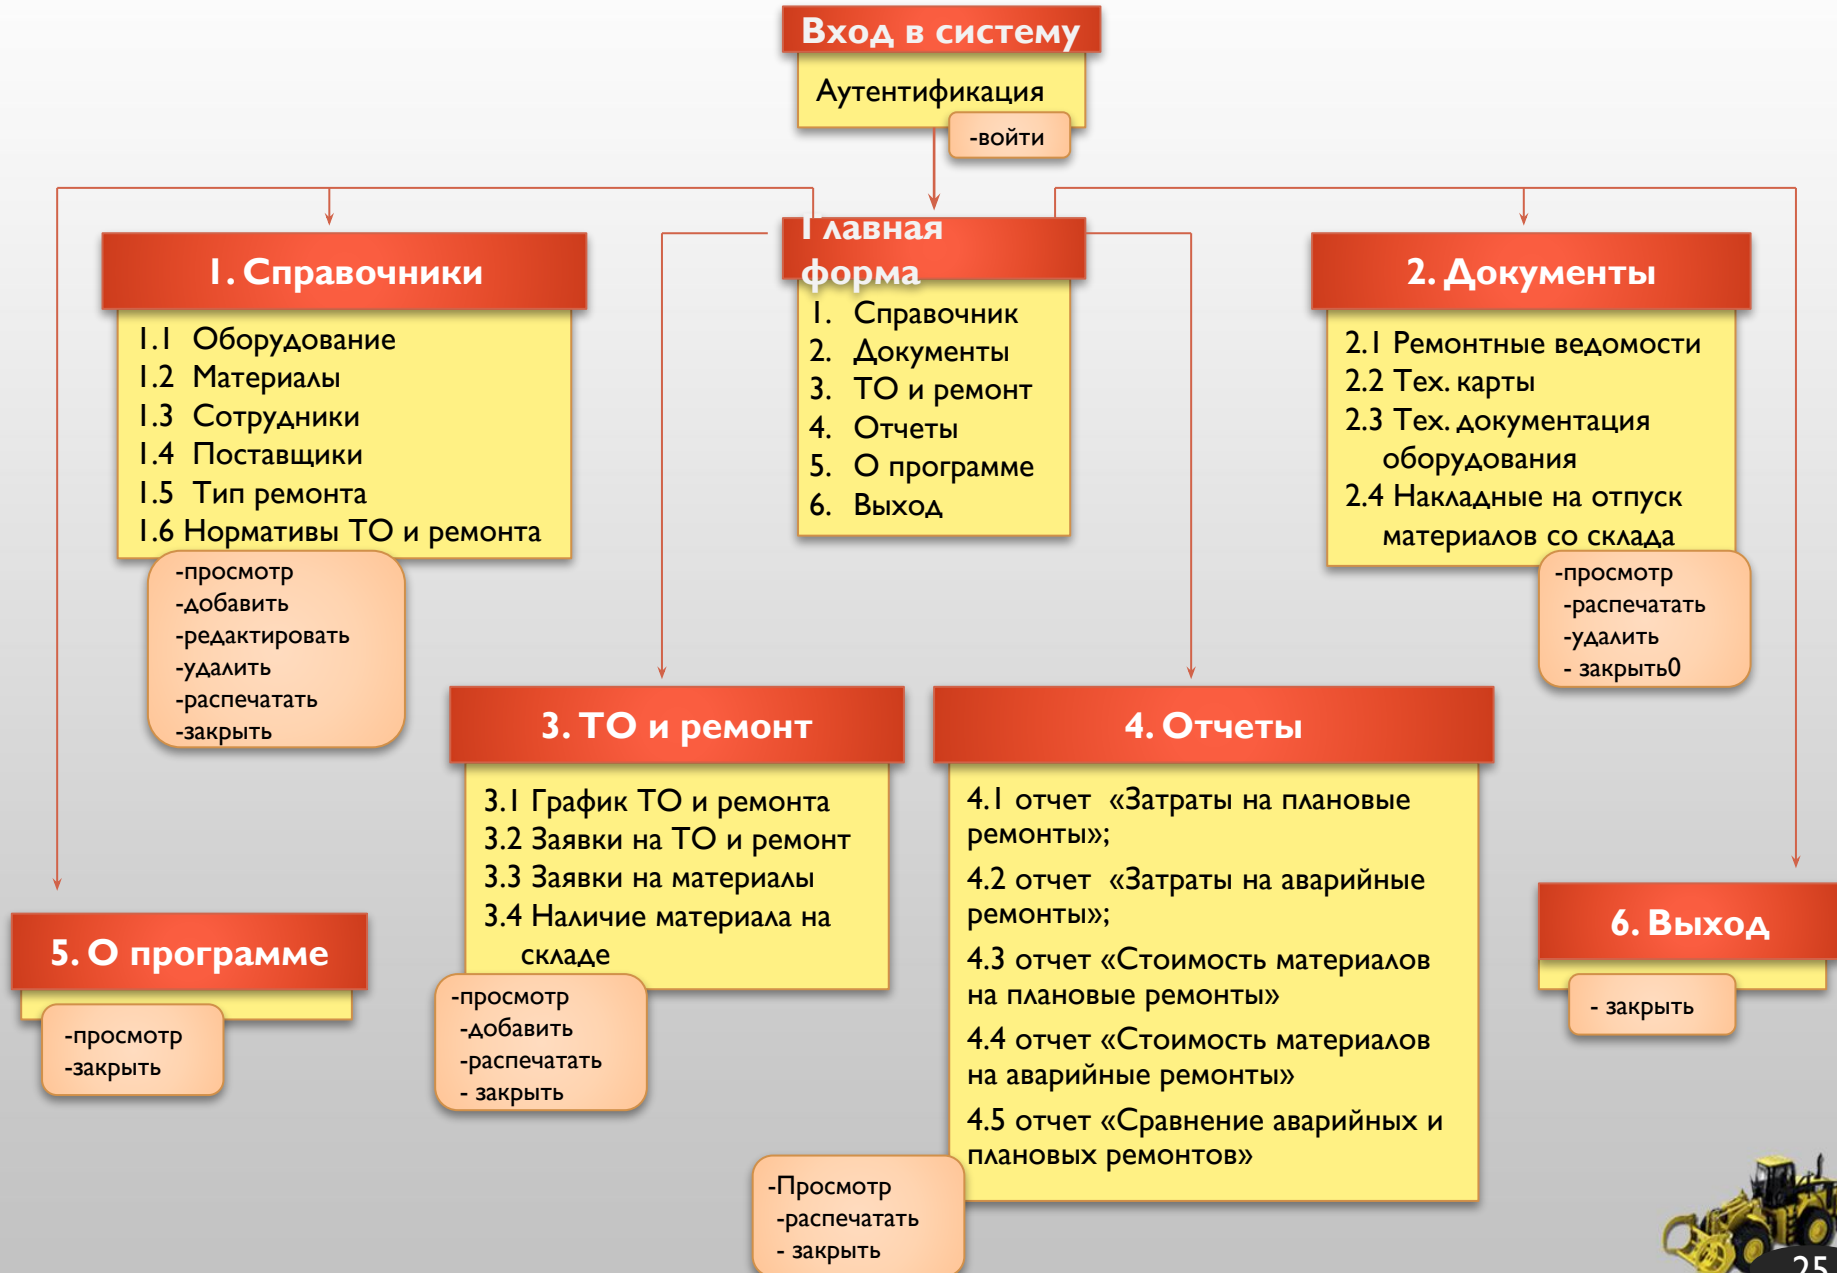 Вход в систему
Аутентификация
-войти
Главная
форма
1. Справочник
2. Документы
3. ТО и ремонт
4. Отчеты
5. О программе
6. Выход
1. Справочники
1.1 Оборудование
1.2 Материалы
1.3 Сотрудники
1.4 Поставщики
1.5 Тип ремонта
1.6 Нормативы ТО и ремонта
-просмотр
-добавить
-редактировать
-удалить
-распечатать
-закрыть
2. Документы
2.1 Ремонтные ведомости
2.2 Тех. карты
2.3 Тех. документация
оборудования
2.4 Накладные на отпуск
материалов со склада
-просмотр
-распечатать
-удалить
- закрыть0
3. ТО и ремонт
3.1 График ТО и ремонта
3.2 Заявки на ТО и ремонт
3.3 Заявки на материалы
3.4 Наличие материала на
складе
-просмотр
-добавить
-распечатать
- закрыть
4. Отчеты
4.1 отчет «Затраты на плановые
ремонты»;
4.2 отчет «Затраты на аварийные
ремонты»;
4.3 отчет «Стоимость материалов
на плановые ремонты»
4.4 отчет «Стоимость материалов
на аварийные ремонты»
4.5 отчет «Сравнение аварийных и
плановых ремонтов»
-Просмотр
-распечатать
- закрыть
5. О программе
-просмотр
-закрыть
6. Выход
- закрыть
25